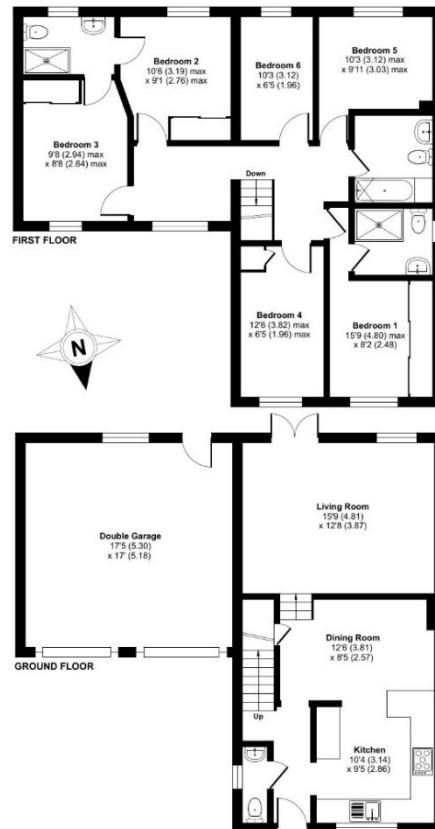 Bedroom 2
10'6 (3.19) max
x 9'1 (2.76) max
Bedroom 6
10'3 (3.12)
x 6'5 (1.96)
Bedroom 5
10'3 (3.12) max
x 9'11 (3.03) max
Bedroom 3
9'8 (2.94) max
x 8'8 (2.64) max
Down
FIRST FLOOR
Bedroom 4
12'6 (3.82) max
x 6'5 (1.96) max
Bedroom 1
15'9 (4.80) max
x 8'2 (2.48)
N
Living Room
15'9 (4.81)
x 12'8 (3.87)
Double Garage
17'5 (5.30)
x 17' (5.18)
Dining Room
12'6 (3.81)
x 8'5 (2.57)
GROUND FLOOR
Up
Kitchen
10'4 (3.14)
x 9'5 (2.86)